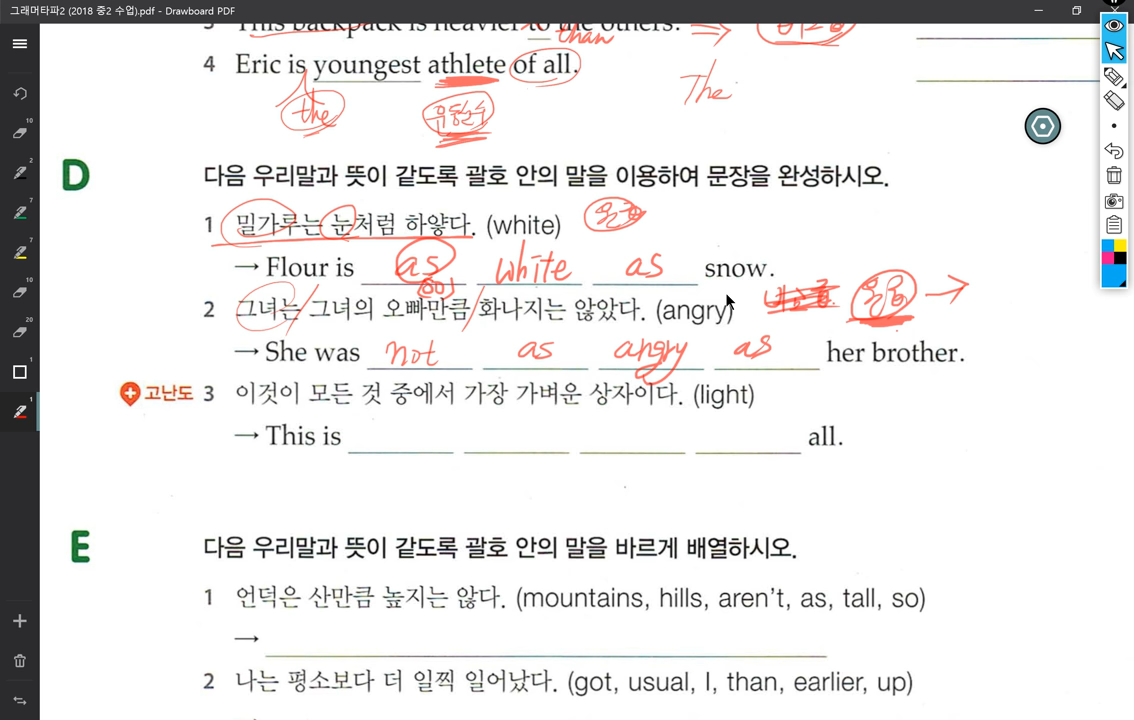 그래머타파2 (2018 중2 수업).pdf - Drawboard PDF
3 This backpack is heavier to the others.
than
4 Eric is youngest athlete of all.
the
운동선수
The
D 다음 우리말과 뜻이 같도록 괄호 안의 말을 이용하여 문장을 완성하시오.
1 밀가루는 눈처럼 하얗다. (white)
→ Flour is as white as snow.
2 그녀는 그녀의 오빠만큼 화나지는 않았다. (angry)
→ She was not as angry as her brother.
고난도 3 이것이 모든 것 중에서 가장 가벼운 상자이다. (light)
→ This is all.
E 다음 우리말과 뜻이 같도록 괄호 안의 말을 바르게 배열하시오.
1 언덕은 산만큼 높지는 않다. (mountains, hills, aren't, as, tall, so)
→
2 나는 평소보다 더 일찍 일어났다. (got, usual, I, than, earlier, up)